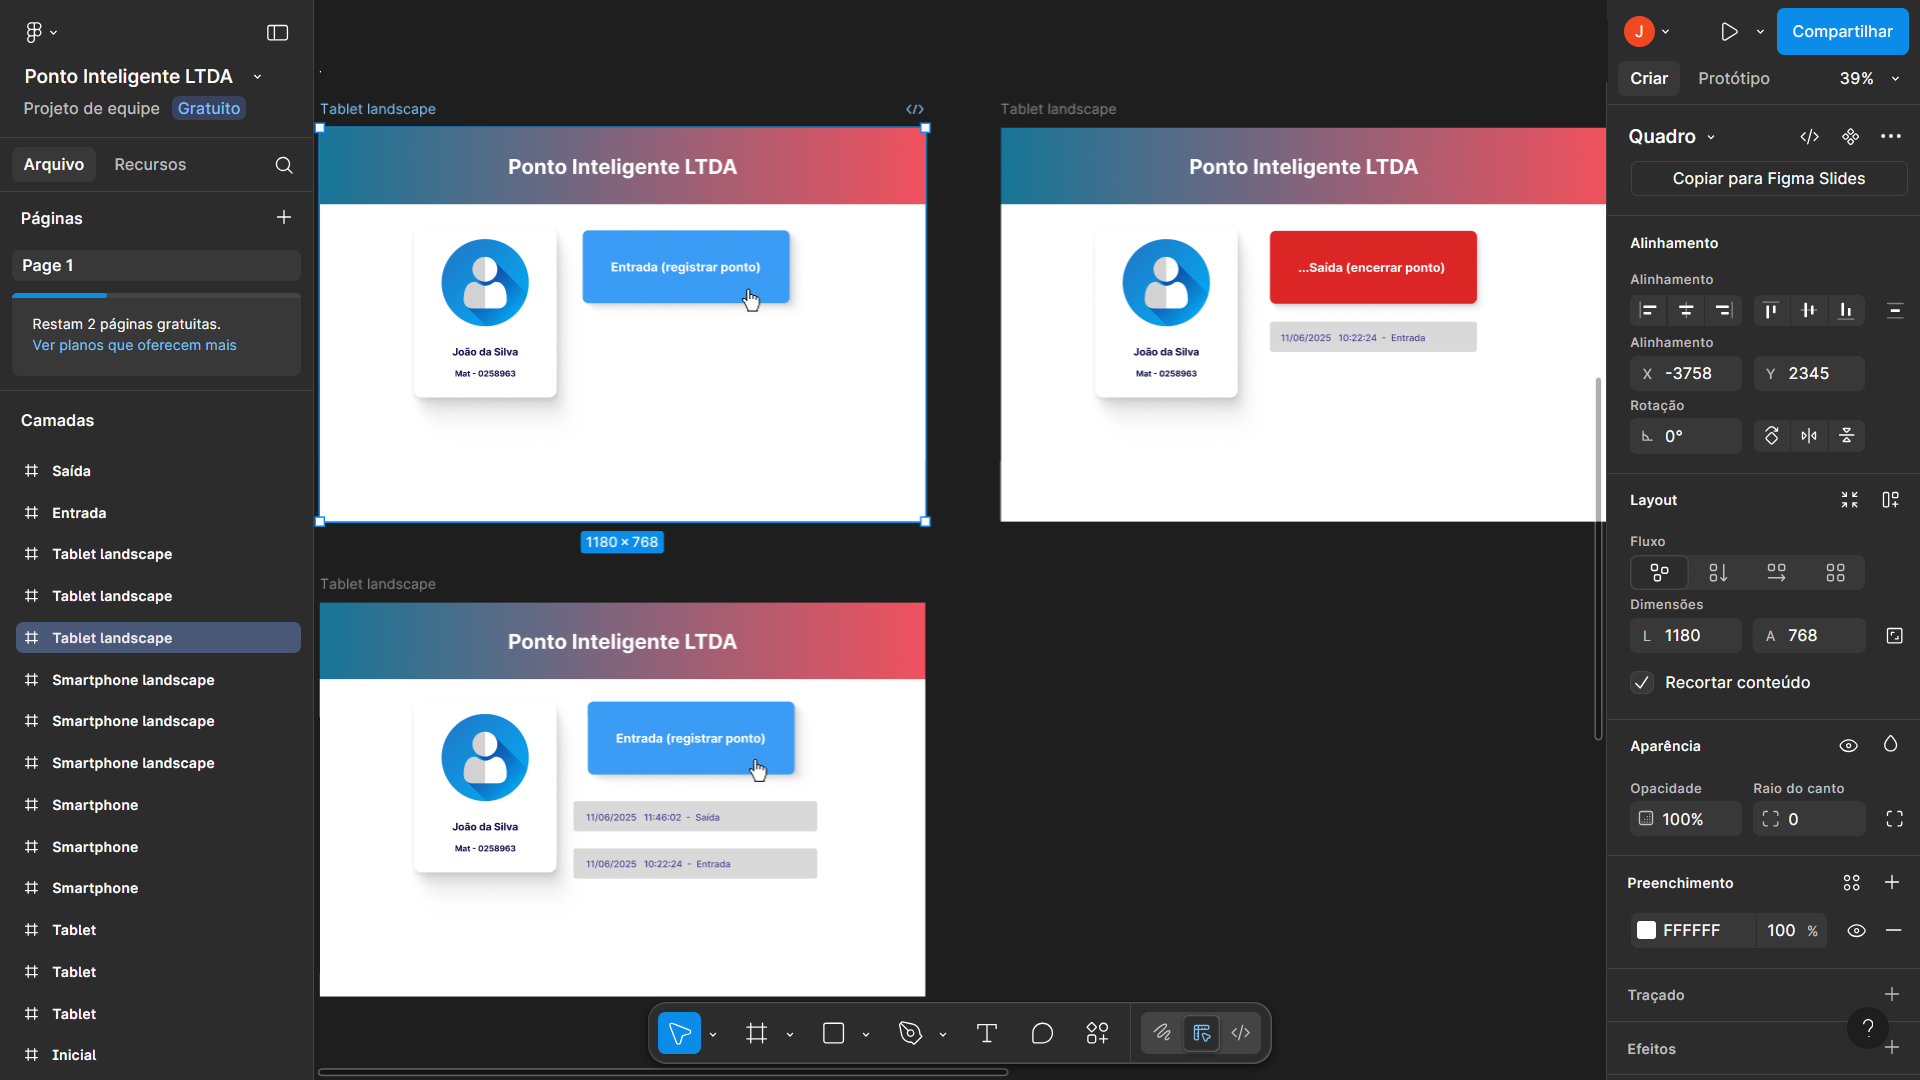 Ponto Inteligente LTDA
Projeto de equipe Gratuito
Arquivo Recursos
Páginas
Page 1
Restam 2 páginas gratuitas.
Ver planos que oferecem mais
Camadas
Saída
Entrada
Tablet landscape
Tablet landscape
Tablet landscape
Smartphone landscape
Smartphone landscape
Smartphone landscape
Smartphone
Smartphone
Smartphone
Tablet
Tablet
Tablet
Inicial
Tablet landscape
Ponto Inteligente LTDA
Entrada (registrar ponto)
João da Silva
Mat - 0258963
1180 × 768
Tablet landscape
Ponto Inteligente LTDA
...Saída (encerrar ponto)
11/06/2025 10:22:24 - Entrada
João da Silva
Mat - 0258963
Tablet landscape
Ponto Inteligente LTDA
Entrada (registrar ponto)
11/06/2025 11:46:02 - Saída
11/06/2025 10:22:24 - Entrada
João da Silva
Mat - 0258963
J
Compartilhar
Criar Protótipo 39%
Quadro
Copiar para Figma Slides
Alinhamento
Alinhamento
Alinhamento
X -3758 Y 2345
Rotação
0°
Layout
Fluxo
Dimensões
L 1180 A 768
Recortar conteúdo
Aparência
Opacidade Raio do canto
100% 0
Preenchimento
FFFFFF 100 %
Traçado
?
Efeitos